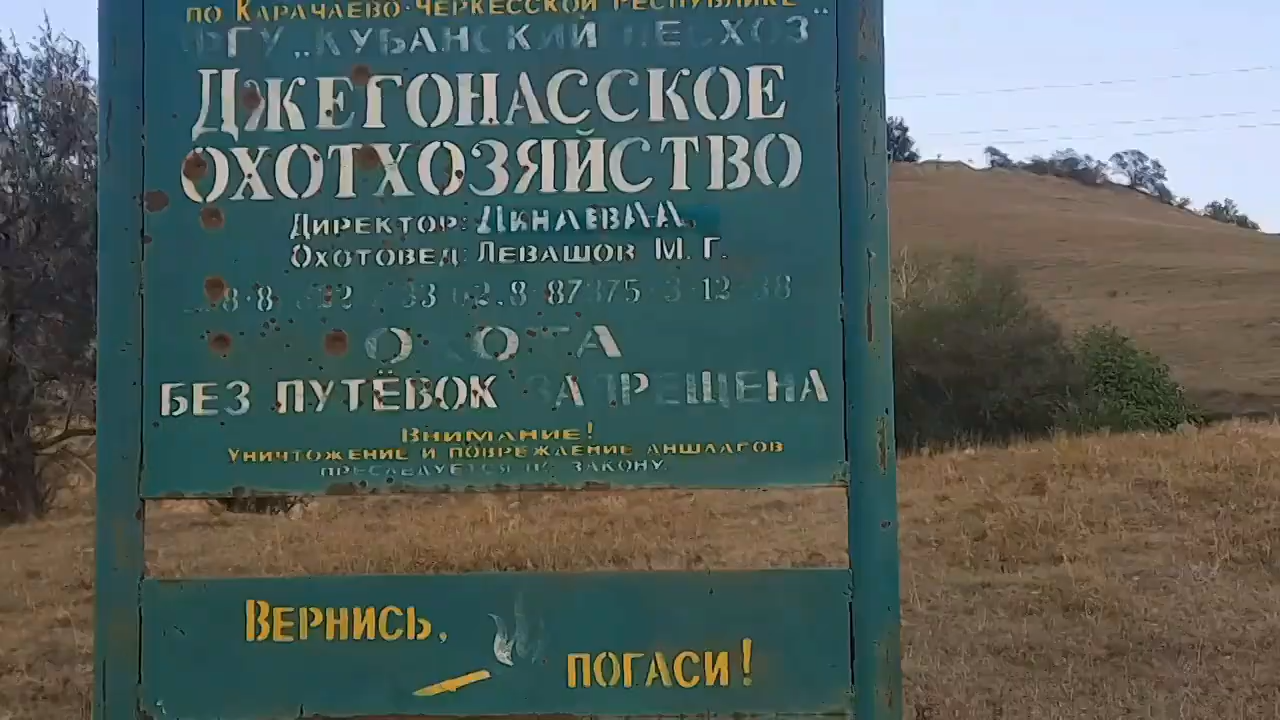 по Карачаево-Черкесской республике
ФГУ „Кубанский лесхоз"
Джегонасское
охотхозяйство
Директор:
Охотовед: Левашов М. Г.
Охота
без путёвок запрещена
Внимание!
Уничтожение и повреждение аншлагов
преследуется по закону.
Вернись,
погаси!